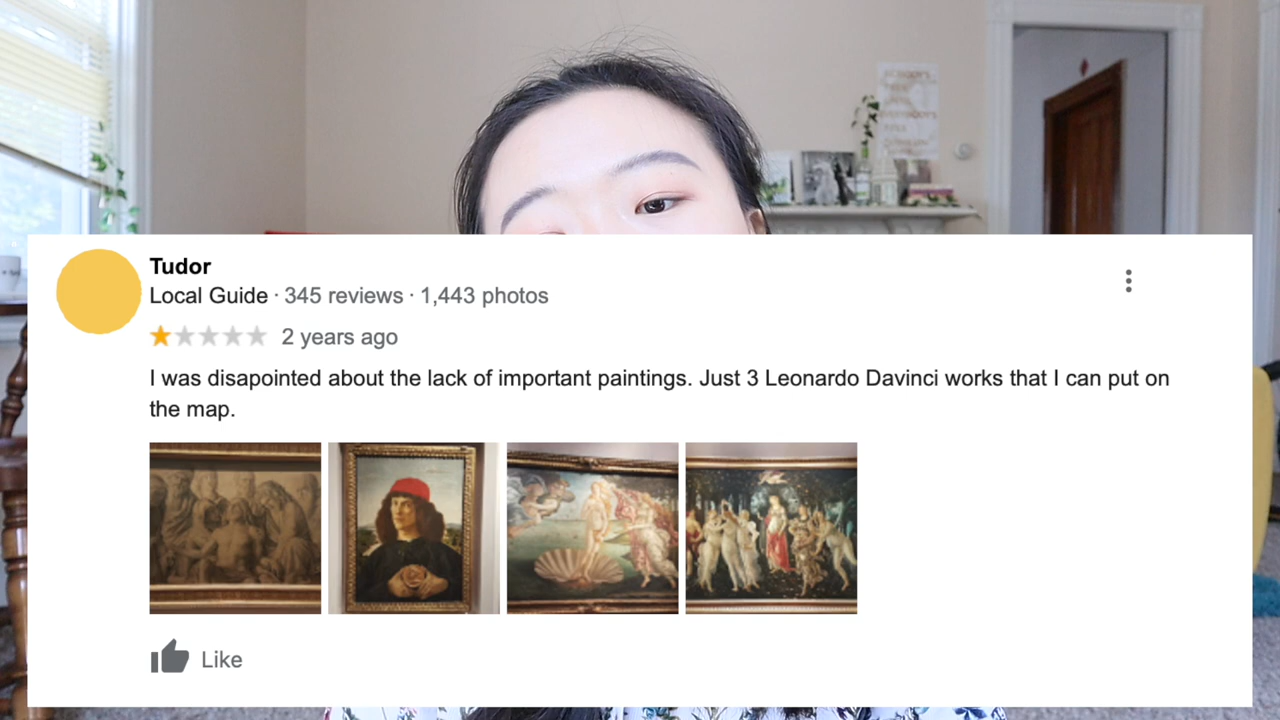 Tudor
Local Guide · 345 reviews · 1,443 photos
2 years ago
I was disapointed about the lack of important paintings. Just 3 Leonardo Davinci works that I can put on
the map.
Like